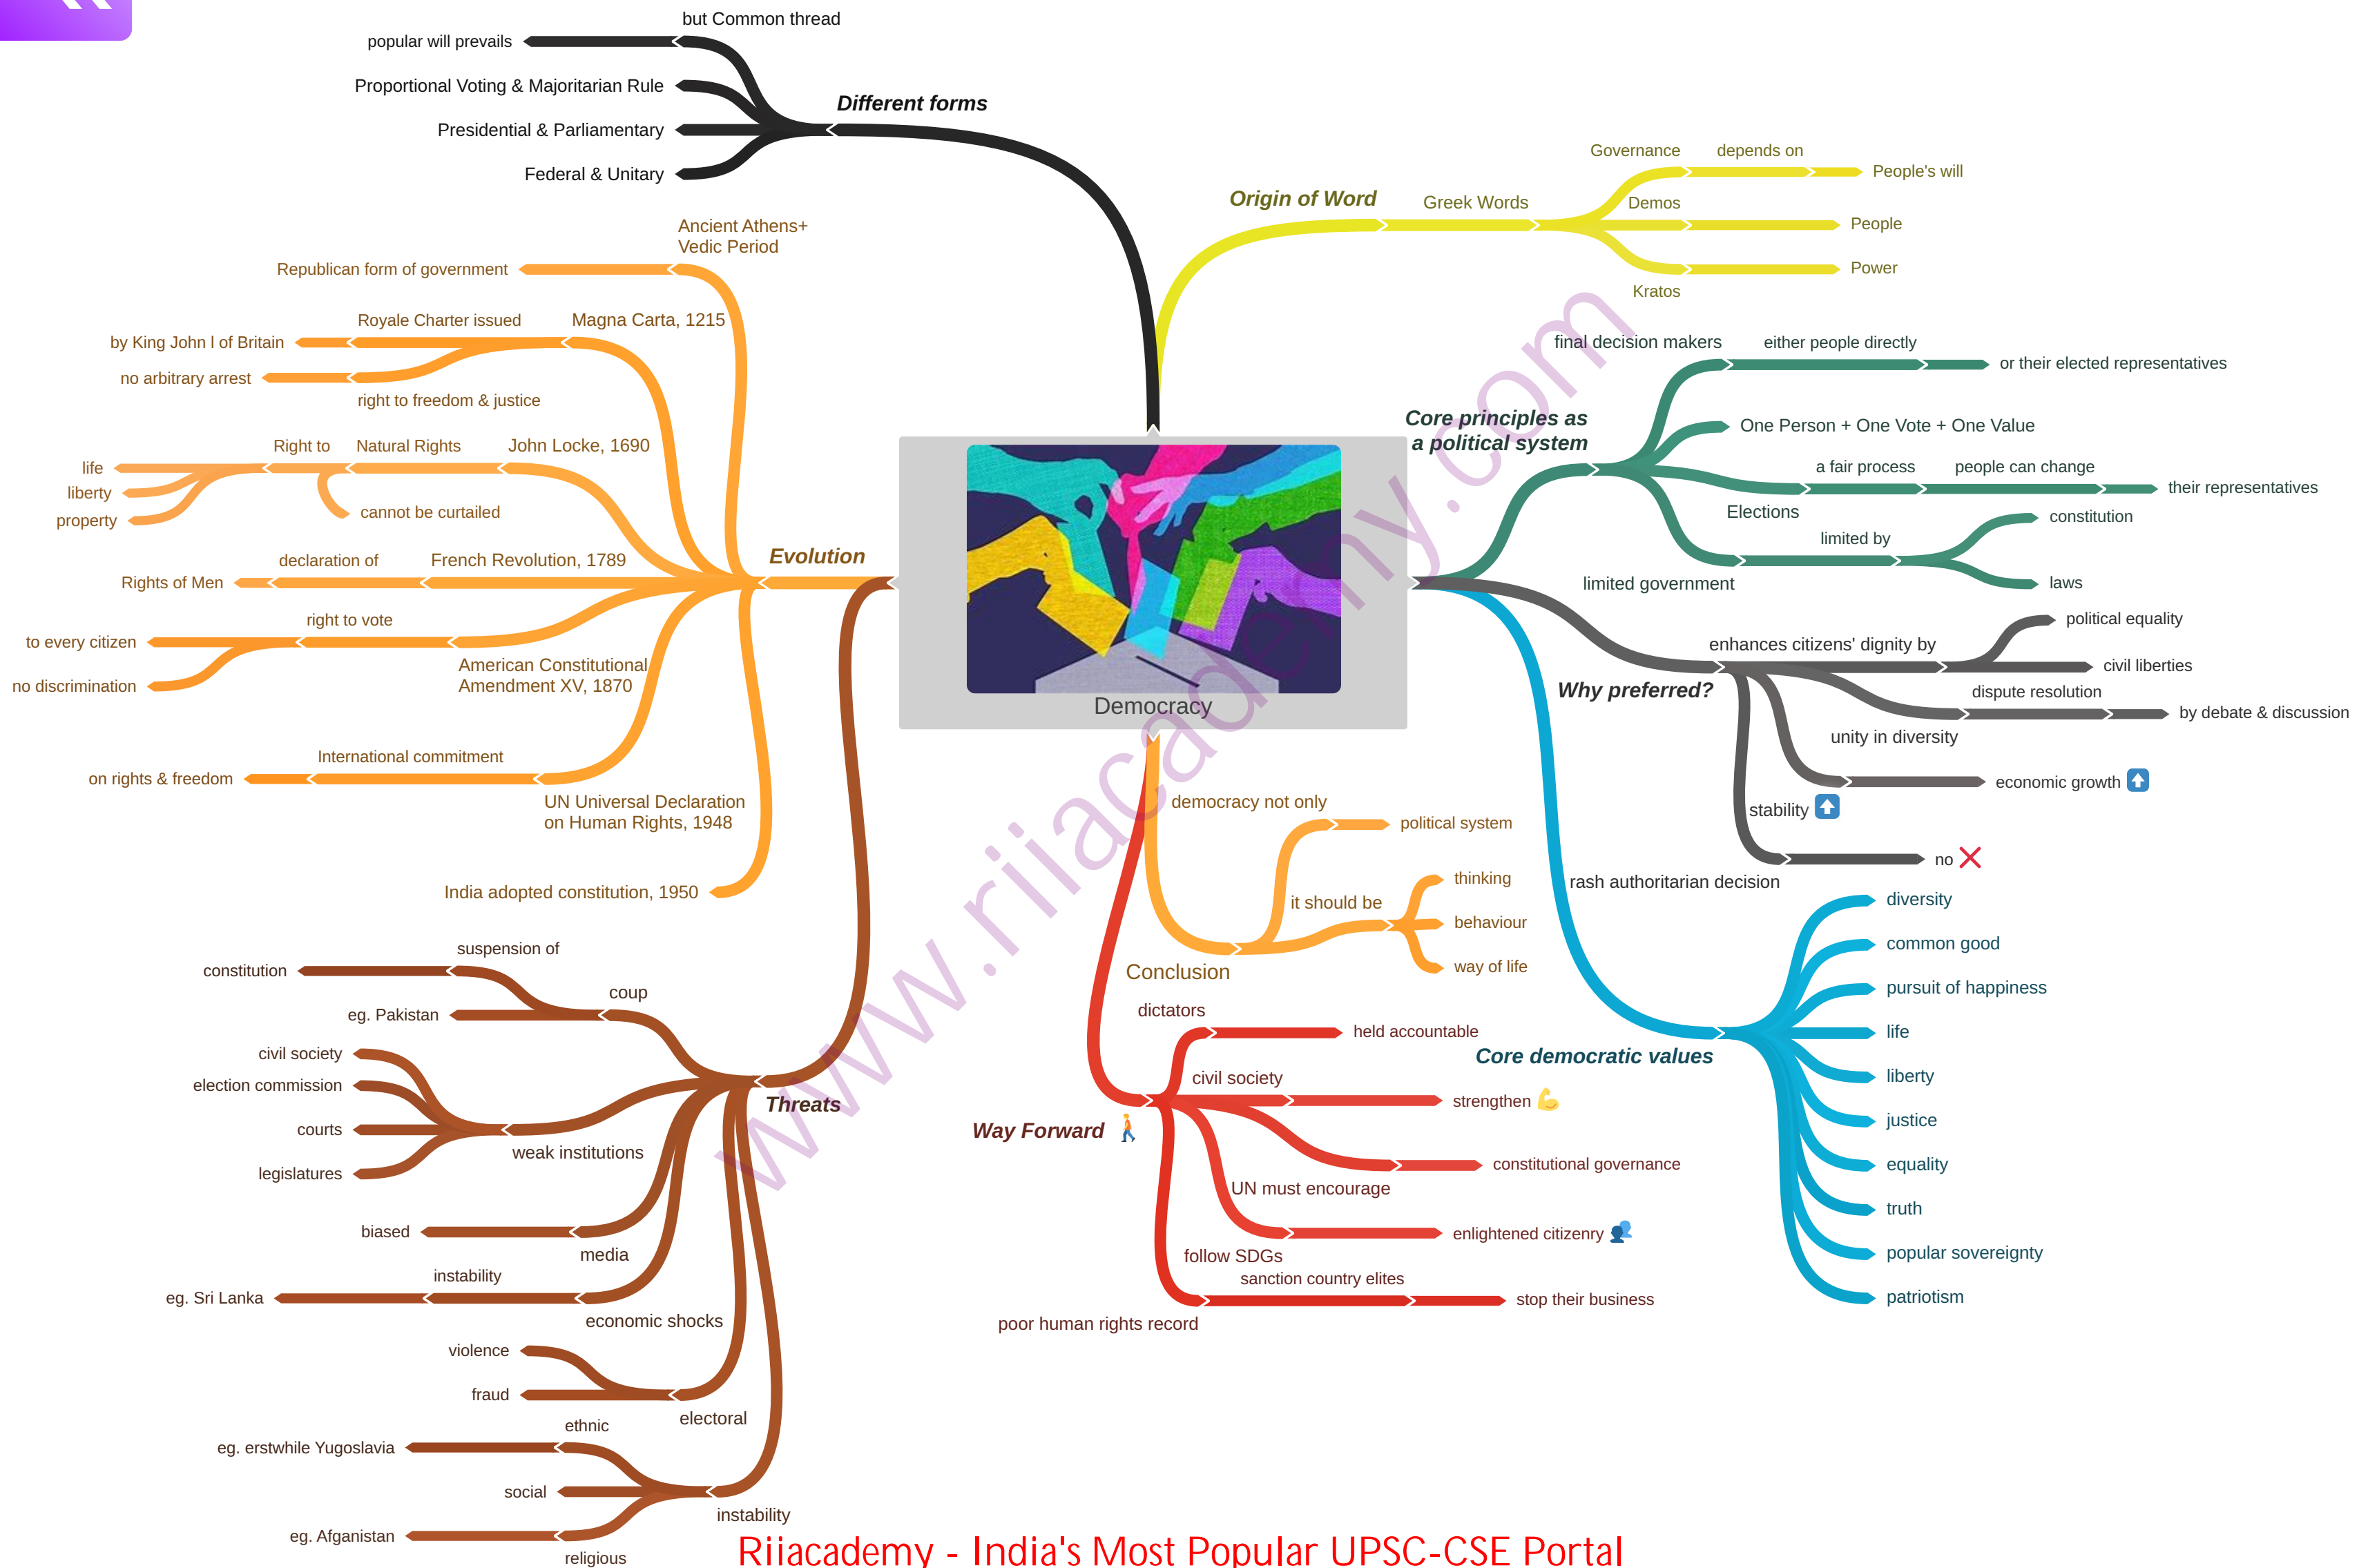 but Common thread
popular will prevails
Proportional Voting & Majoritarian Rule
Different forms
Presidential & Parliamentary
Federal & Unitary
Origin of Word
Greek Words
Governance
depends on
People's will
Demos
People
Kratos
Power
Evolution
Ancient Athens+
Vedic Period
Republican form of government
Magna Carta, 1215
Royale Charter issued
by King John l of Britain
no arbitrary arrest
right to freedom & justice
John Locke, 1690
Natural Rights
Right to
life
liberty
property
cannot be curtailed
French Revolution, 1789
declaration of
Rights of Men
right to vote
to every citizen
no discrimination
American Constitutional
Amendment XV, 1870
International commitment
on rights & freedom
UN Universal Declaration
on Human Rights, 1948
India adopted constitution, 1950
Democracy
Core principles as
a political system
final decision makers
either people directly
or their elected representatives
One Person + One Vote + One Value
Elections
a fair process
people can change
their representatives
limited government
limited by
constitution
laws
Why preferred?
enhances citizens' dignity by
political equality
civil liberties
unity in diversity
dispute resolution
by debate & discussion
stability
economic growth
rash authoritarian decision
no
Core democratic values
diversity
common good
pursuit of happiness
life
liberty
justice
equality
truth
popular sovereignty
patriotism
Conclusion
democracy not only
political system
it should be
thinking
behaviour
way of life
Way Forward
dictators
held accountable
civil society
strengthen
UN must encourage
constitutional governance
follow SDGs
enlightened citizenry
poor human rights record
sanction country elites
stop their business
Threats
coup
suspension of
constitution
eg. Pakistan
weak institutions
civil society
election commission
courts
legislatures
media
biased
economic shocks
instability
eg. Sri Lanka
electoral
violence
fraud
instability
ethnic
eg. erstwhile Yugoslavia
social
religious
eg. Afganistan
www.riiacademy.com
Riiacademy - India's Most Popular UPSC-CSE Portal